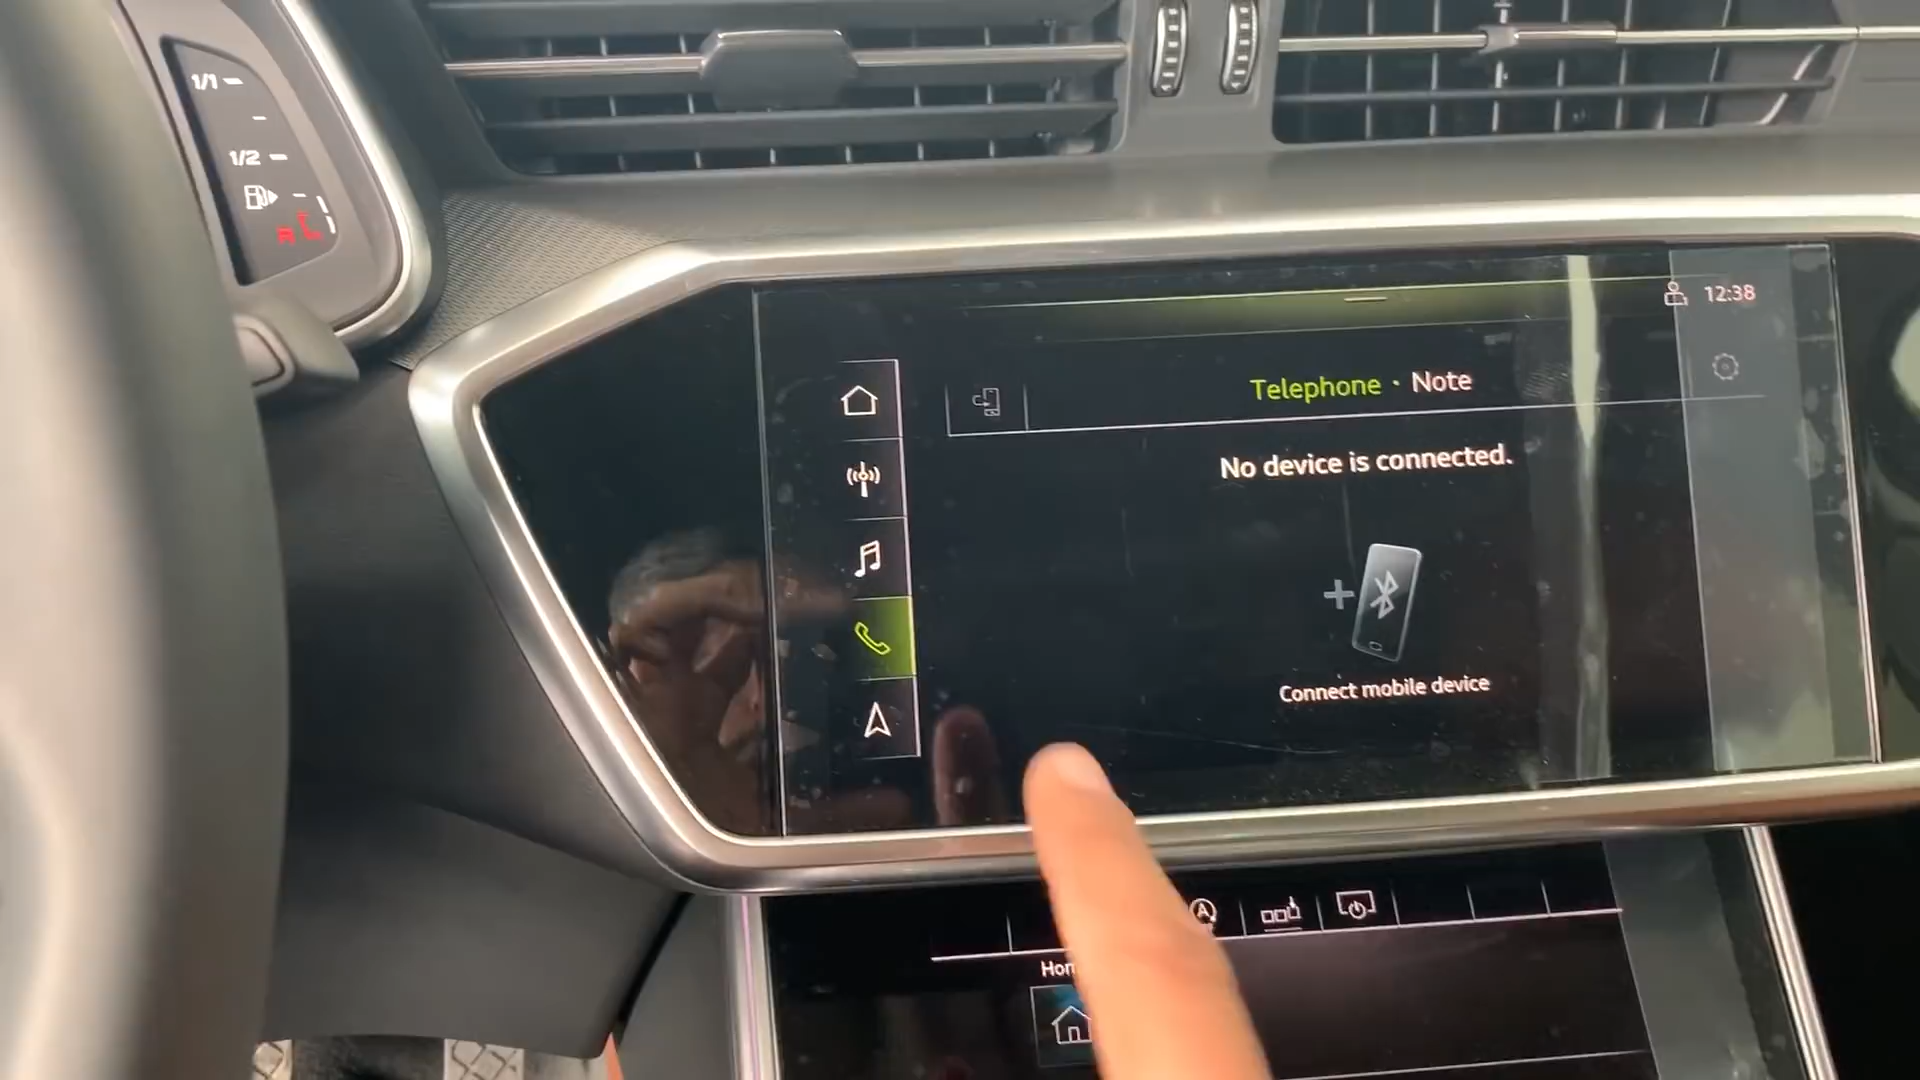 1/1
1/2
R
12:38
Telephone • Note
No device is connected.
Connect mobile device
A